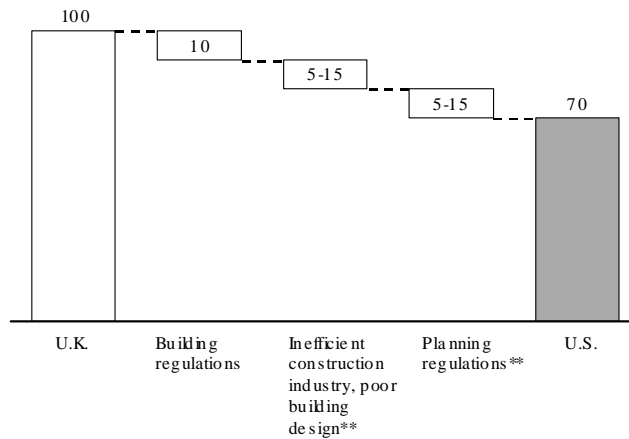 100
10
5-15
5-15
70
U.K.
Building
regulations
Inefficient
construction
industry, poor
building
design**
Planning
regulations**
U.S.